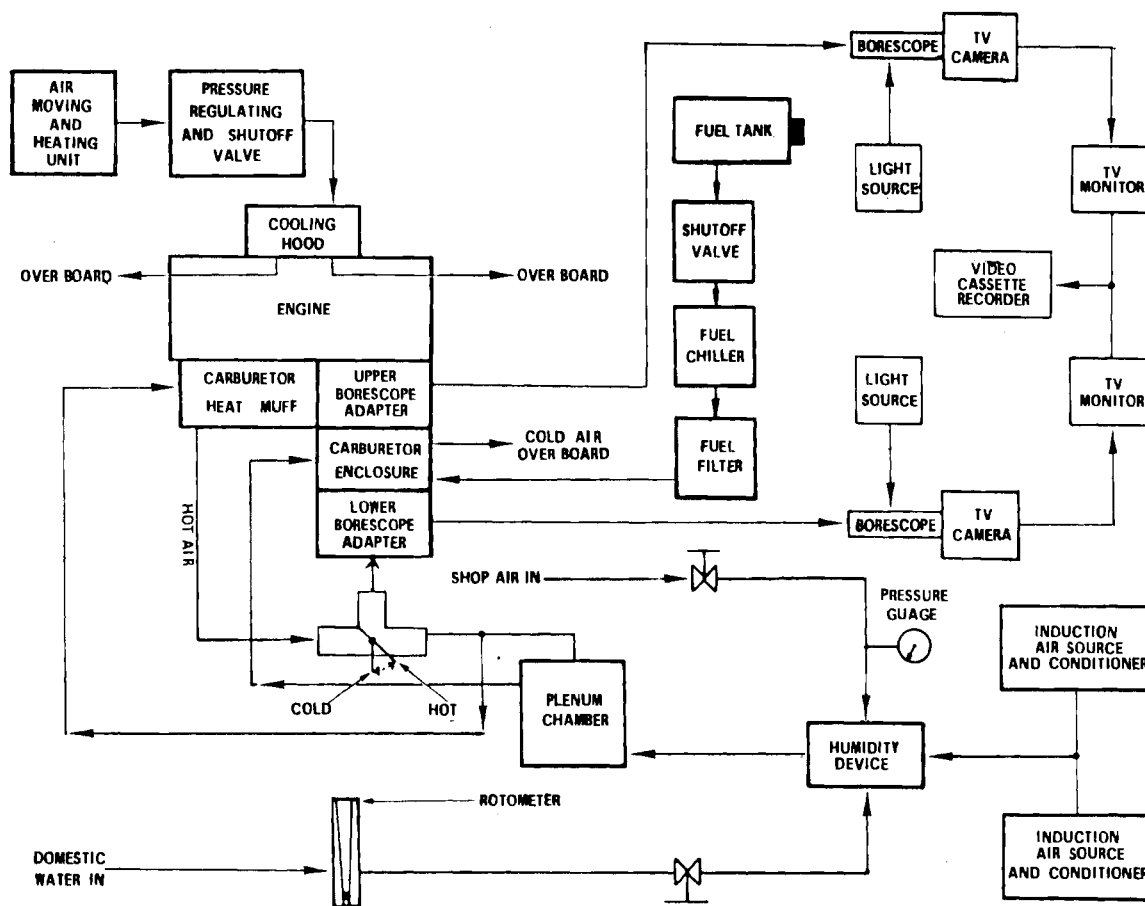 AIR
MOVING
AND
HEATING
UNIT
PRESSURE
REGULATING
AND SHUTOFF
VALVE
COOLING
HOOD
OVER BOARD
OVER BOARD
ENGINE
CARBURETOR
HEAT MUFF
UPPER
BORESCOPE
ADAPTER
CARBURETOR
ENCLOSURE
LOWER
BORESCOPE
ADAPTER
COLD AIR
OVER BOARD
HOT AIR
FUEL TANK
SHUTOFF
VALVE
FUEL
CHILLER
FUEL
FILTER
BORESCOPE
TV
CAMERA
LIGHT
SOURCE
TV
MONITOR
VIDEO
CASSETTE
RECORDER
LIGHT
SOURCE
TV
MONITOR
BORESCOPE
TV
CAMERA
SHOP AIR IN
PRESSURE
GUAGE
COLD
HOT
PLENUM
CHAMBER
HUMIDITY
DEVICE
INDUCTION
AIR SOURCE
AND CONDITIONER
INDUCTION
AIR SOURCE
AND CONDITIONER
ROTOMETER
DOMESTIC
WATER IN